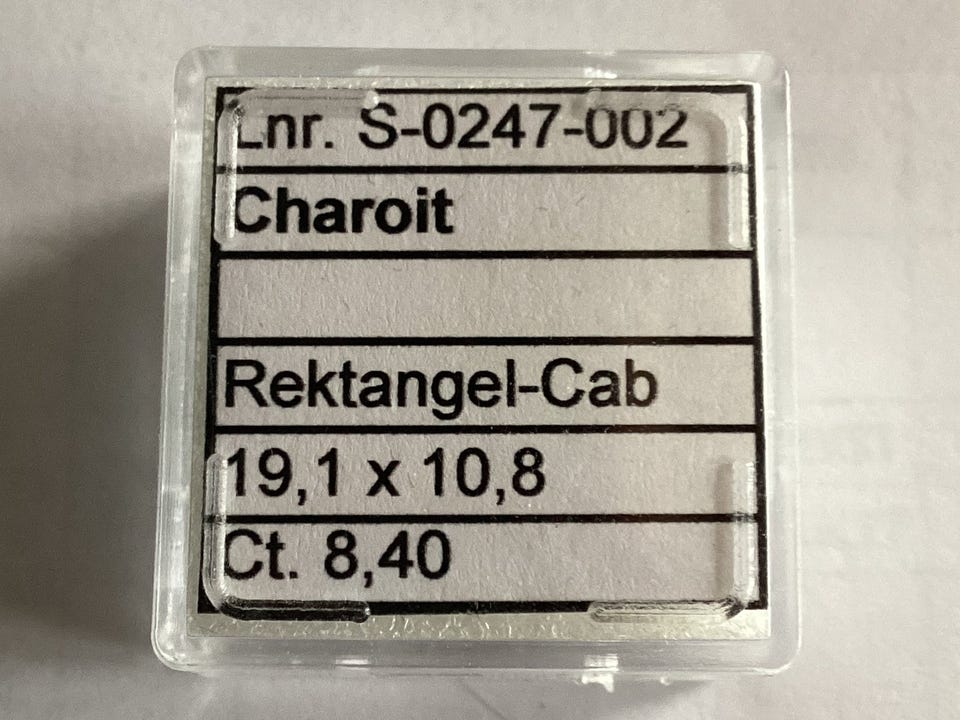 Lnr. S-0247-002
Charoit
Rektangel-Cab
19,1 x 10,8
Ct. 8,40